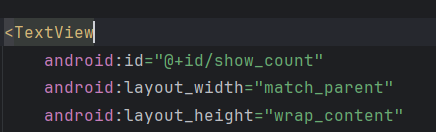 <TextView
android:id="@+id/show_count"
android:layout_width="match_parent"
android:layout_height="wrap_content"